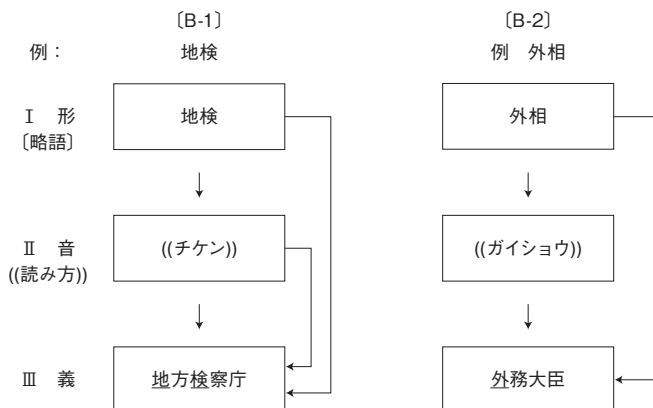 〔B-1〕 〔B-2〕
例： 地検 例 外相
Ⅰ 形 地検 外相
〔略語〕
Ⅱ 音 ((チケン)) ((ガイショウ))
((読み方))
Ⅲ 義 地方検察庁 外務大臣